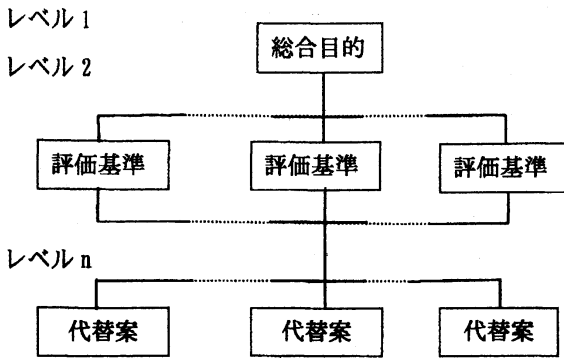 レベル 1
総合目的
レベル 2
評価基準 評価基準 評価基準
レベル n
代替案 代替案 代替案